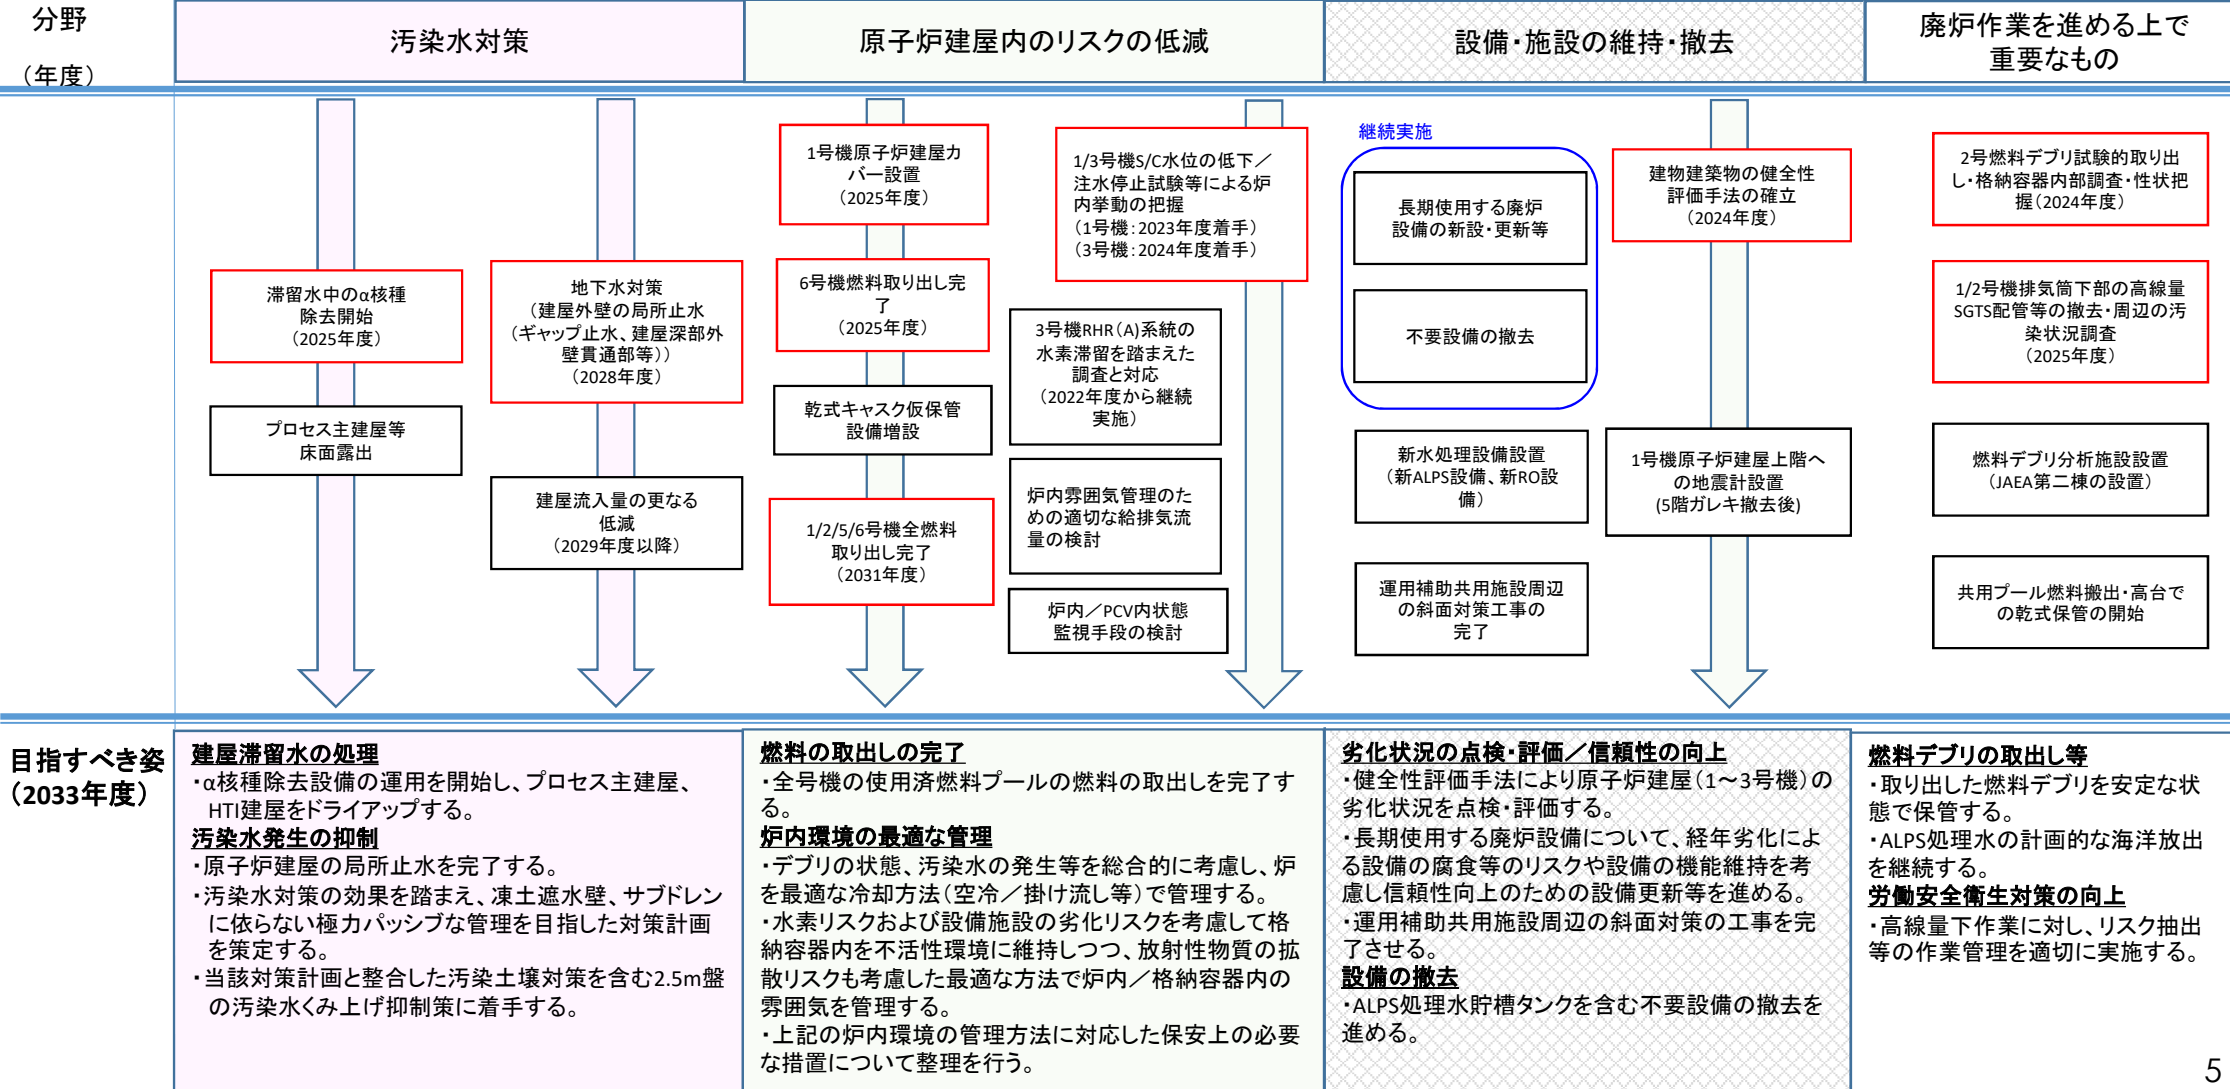 分野
（年度）
汚染水対策
原子炉建屋内のリスクの低減
設備・施設の維持・撤去
廃炉作業を進める上で
重要なもの
滞留水中のα核種
除去開始
（2025年度）
プロセス主建屋等
床面露出
地下水対策
（建屋外壁の局所止水
（ギャップ止水、建屋深部外
壁貫通部等））
（2028年度）
建屋流入量の更なる
低減
（2029年度以降）
1号機原子炉建屋カ
バー設置
（2025年度）
6号機燃料取り出し完
了
（2025年度）
乾式キャスク仮保管
設備増設
1/2/5/6号機全燃料
取り出し完了
（2031年度）
1/3号機S/C水位の低下／
注水停止試験等による炉
内挙動の把握
（1号機：2023年度着手）
（3号機：2024年度着手）
3号機RHR（A）系統の
水素滞留を踏まえた
調査と対応
（2022年度から継続
実施）
炉内雰囲気管理のた
めの適切な給排気流
量の検討
炉内／PCV内状態
監視手段の検討
継続実施
長期使用する廃炉
設備の新設・更新等
不要設備の撤去
新水処理設備設置
（新ALPS設備、新RO設
備）
運用補助共用施設周辺
の斜面対策工事の
完了
建物建築物の健全性
評価手法の確立
（2024年度）
1号機原子炉建屋上階へ
の地震計設置
(5階ガレキ撤去後)
2号燃料デブリ試験的取り出
し・格納容器内部調査・性状把
握（2024年度）
1/2号機排気筒下部の高線量
SGTS配管等の撤去・周辺の汚
染状況調査
（2025年度）
燃料デブリ分析施設設置
（JAEA第二棟の設置）
共用プール燃料搬出・高台で
の乾式保管の開始
目指すべき姿
（2033年度）
建屋滞留水の処理
・α核種除去設備の運用を開始し、プロセス主建屋、
HTI建屋をドライアップする。
汚染水発生の抑制
・原子炉建屋の局所止水を完了する。
・汚染水対策の効果を踏まえ、凍土遮水壁、サブドレン
に依らない極力パッシブな管理を目指した対策計画
を策定する。
・当該対策計画と整合した汚染土壌対策を含む2.5m盤
の汚染水くみ上げ抑制策に着手する。
燃料の取出しの完了
・全号機の使用済燃料プールの燃料の取出しを完了す
る。
炉内環境の最適な管理
・デブリの状態、汚染水の発生等を総合的に考慮し、炉
を最適な冷却方法（空冷／掛け流し等）で管理する。
・水素リスクおよび設備施設の劣化リスクを考慮して格
納容器内を不活性環境に維持しつつ、放射性物質の拡
散リスクも考慮した最適な方法で炉内／格納容器内の
雰囲気を管理する。
・上記の炉内環境の管理方法に対応した保安上の必要
な措置について整理を行う。
劣化状況の点検・評価／信頼性の向上
・健全性評価手法により原子炉建屋（1～3号機）の
劣化状況を点検・評価する。
・長期使用する廃炉設備について、経年劣化によ
る設備の腐食等のリスクや設備の機能維持を考
慮し信頼性向上のための設備更新等を進める。
・運用補助共用施設周辺の斜面対策の工事を完
了させる。
設備の撤去
・ALPS処理水貯槽タンクを含む不要設備の撤去を
進める。
燃料デブリの取出し等
・取り出した燃料デブリを安定な状
態で保管する。
・ALPS処理水の計画的な海洋放出
を継続する。
労働安全衛生対策の向上
・高線量下作業に対し、リスク抽出
等の作業管理を適切に実施する。
5